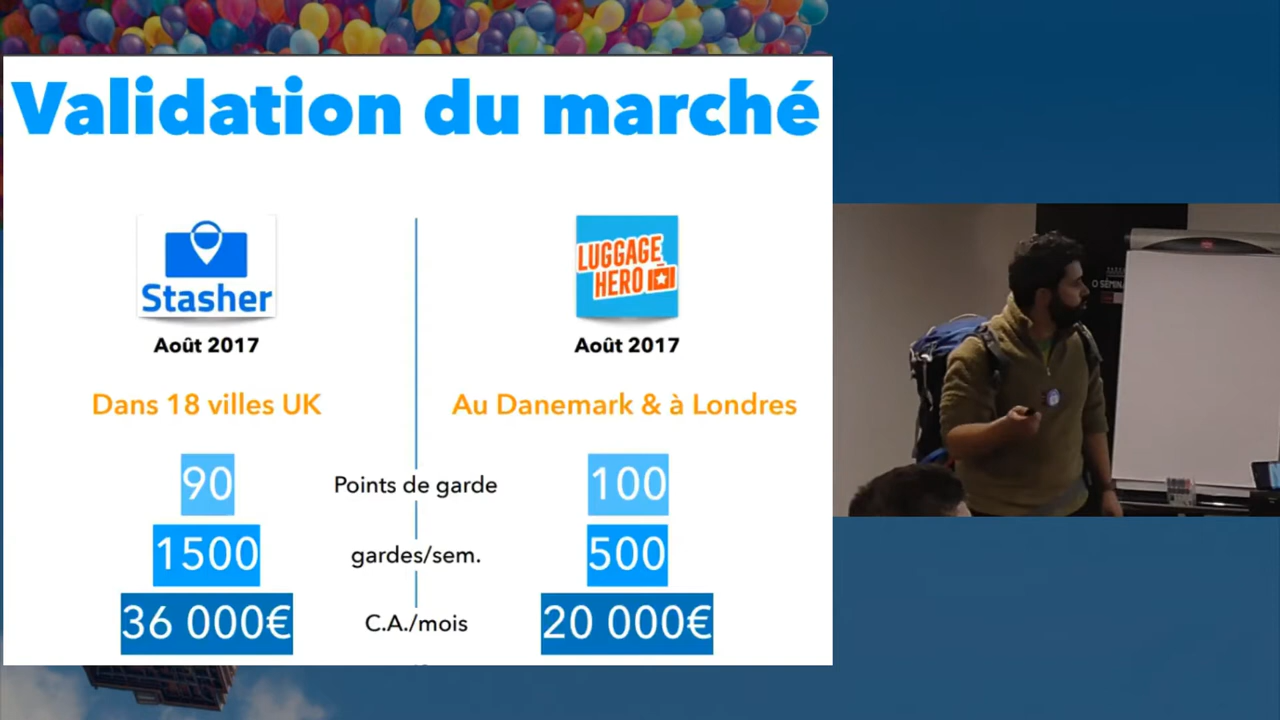 Validation du marché
Stasher
LUGGAGE
HERO
Août 2017
Août 2017
Dans 18 villes UK
Au Danemark & à Londres
90
Points de garde
100
1500
gardes/sem.
500
36 000€
C.A./mois
20 000€